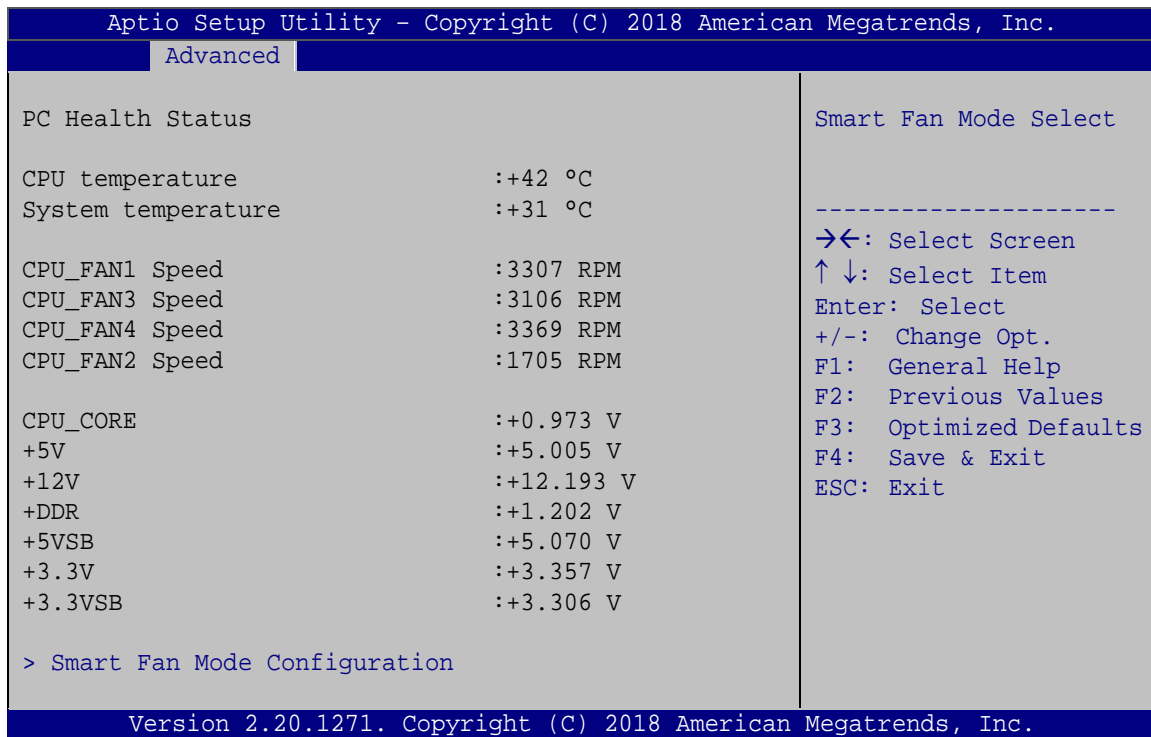 Aptio Setup Utility – Copyright (C) 2018 American Megatrends, Inc.
Advanced
PC Health Status
CPU temperature :+42 ºC
System temperature :+31 ºC
CPU_FAN1 Speed :3307 RPM
CPU_FAN3 Speed :3106 RPM
CPU_FAN4 Speed :3369 RPM
CPU_FAN2 Speed :1705 RPM
CPU_CORE :+0.973 V
+5V :+5.005 V
+12V :+12.193 V
+DDR :+1.202 V
+5VSB :+5.070 V
+3.3V :+3.357 V
+3.3VSB :+3.306 V
> Smart Fan Mode Configuration
Smart Fan Mode Select
---------------------
→←: Select Screen
↑ ↓: Select Item
Enter: Select
+/-: Change Opt.
F1: General Help
F2: Previous Values
F3: Optimized Defaults
F4: Save & Exit
ESC: Exit
Version 2.20.1271. Copyright (C) 2018 American Megatrends, Inc.